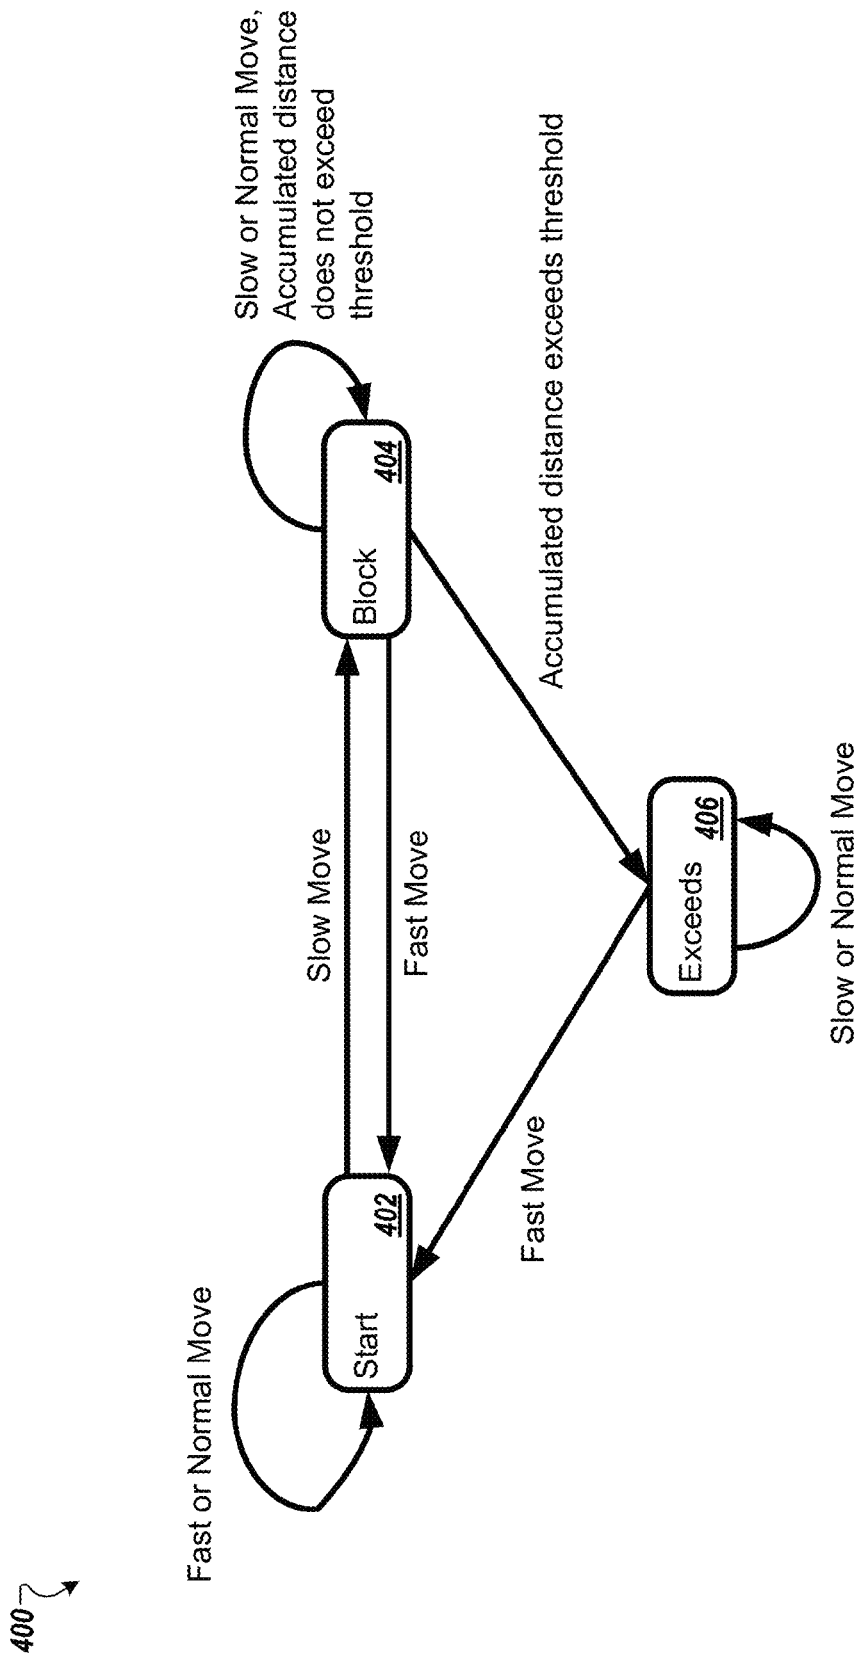 400
Fast or Normal Move
Slow or Normal Move,
Accumulated distance
does not exceed
threshold
Start
402
Slow Move
Fast Move
Block
404
Fast Move
Accumulated distance exceeds threshold
Exceeds
406
Slow or Normal Move